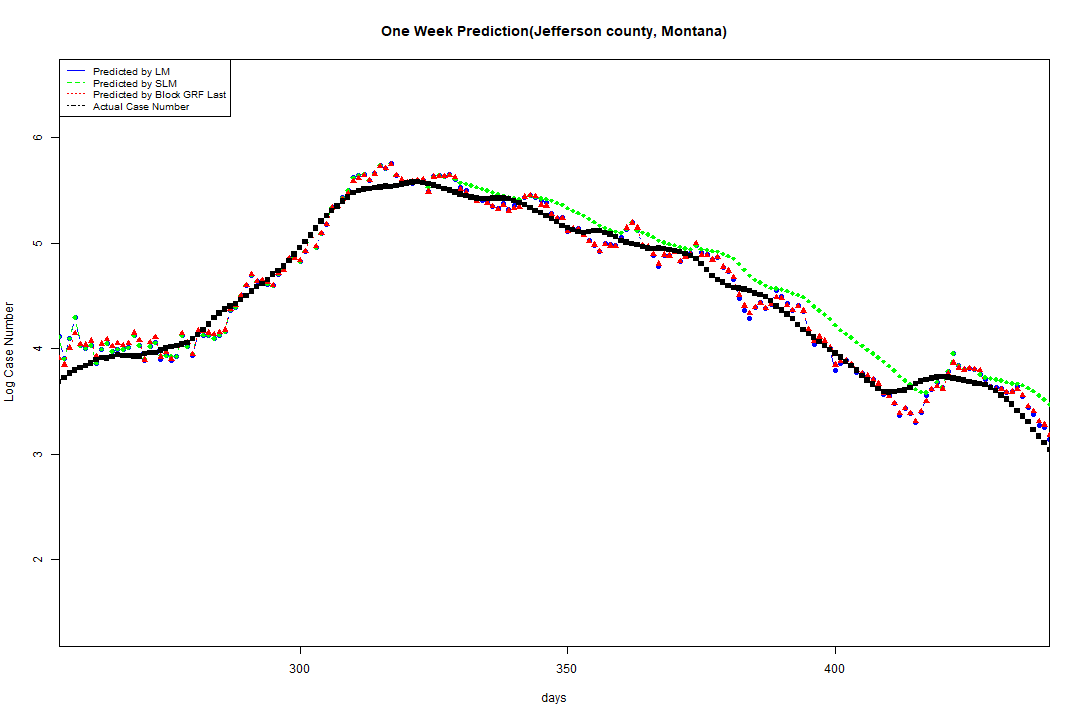 One Week Prediction(Jefferson county, Montana)
Predicted by LM
Predicted by SLM
Predicted by Block GRF Last
Actual Case Number
6
5
4
3
2
Log Case Number
300 350 400
days